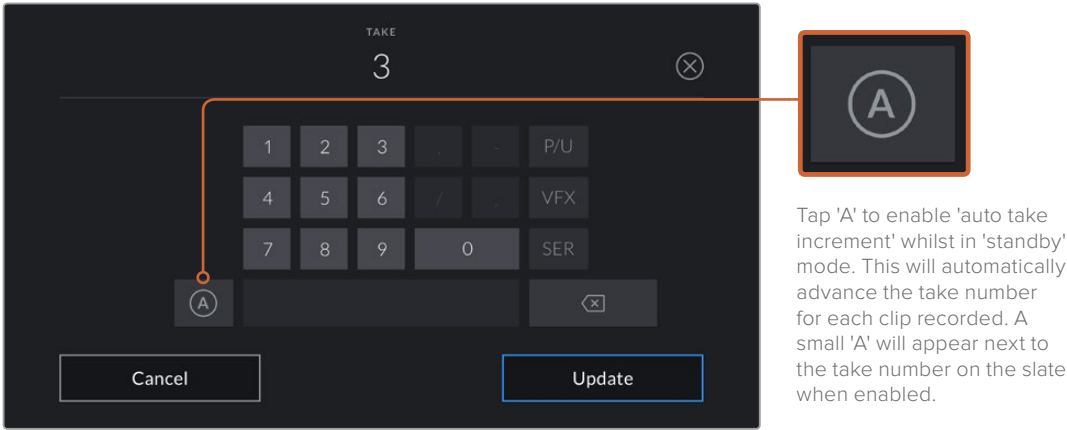 TAKE
3
1 2 3 . - P/U
4 5 6 / , VFX
7 8 9 0 SER
A
Cancel Update
A
Tap 'A' to enable 'auto take
increment' whilst in 'standby'
mode. This will automatically
advance the take number
for each clip recorded. A
small 'A' will appear next to
the take number on the slate
when enabled.